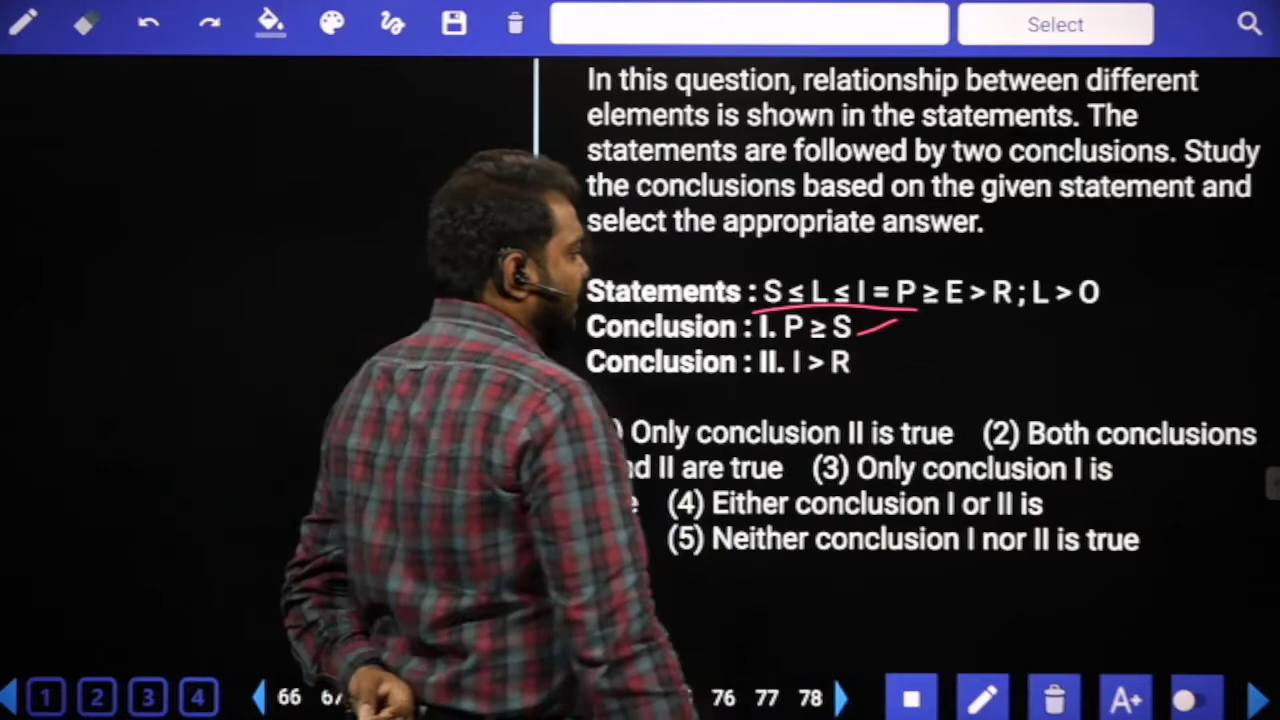 Select
In this question, relationship between different
elements is shown in the statements. The
statements are followed by two conclusions. Study
the conclusions based on the given statement and
select the appropriate answer.
Statements : S ≤ L ≤ I = P ≥ E > R ; L > O
Conclusion : I. P ≥ S
Conclusion : II. I > R
) Only conclusion II is true (2) Both conclusions
nd II are true (3) Only conclusion I is
e (4) Either conclusion I or II is
(5) Neither conclusion I nor II is true
1 2 3 4 66 67 76 77 78 A+